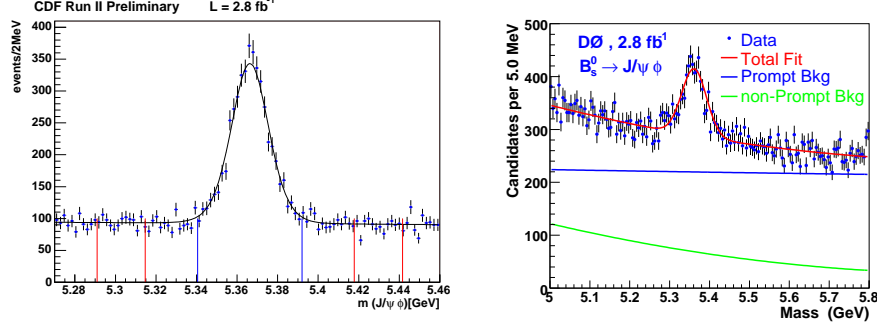 CDF Run II Preliminary L = 2.8 fb⁻¹
events/2MeV
400
350
300
250
200
150
100
50
0
5.28 5.3 5.32 5.34 5.36 5.38 5.4 5.42 5.44 5.46
m (J/ψ φ)[GeV]
DØ , 2.8 fb⁻¹
B⁰ₛ → J/ψ φ
Data
Total Fit
Prompt Bkg
non-Prompt Bkg
Candidates per 5.0 MeV
500
400
300
200
100
0
5 5.1 5.2 5.3 5.4 5.5 5.6 5.7 5.8
Mass (GeV)